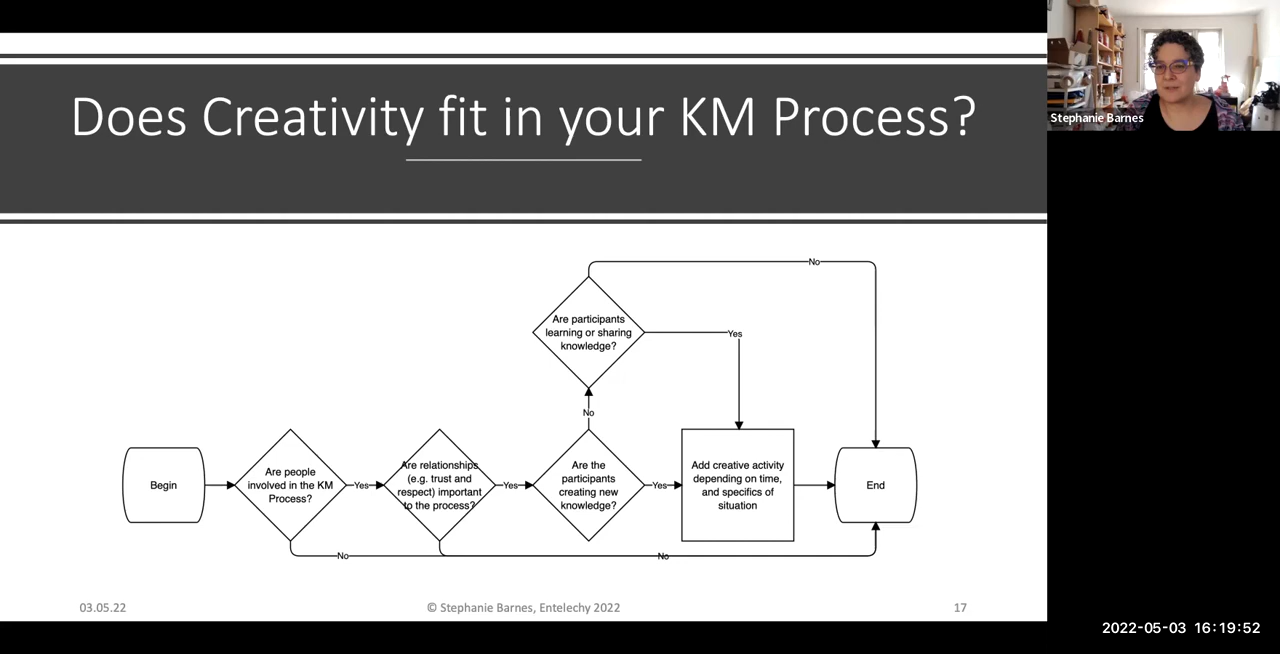 Does Creativity fit in your KM Process?
Stephanie Barnes
No
Are participants
learning or sharing
knowledge?
Yes
No
Begin
Are people
involved in the KM
Process?
Yes
Are relationships
(e.g. trust and
respect) important
to the process?
Yes
Are the
participants
creating new
knowledge?
Yes
Add creative activity
depending on time,
and specifics of
situation
End
No
No
03.05.22
© Stephanie Barnes, Entelechy 2022
17
2022-05-03 16:19:52